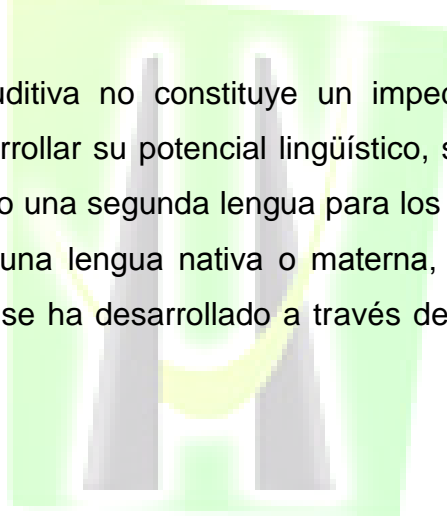 uditiva no constituye un impe
rrollar su potencial lingüístico, s
o una segunda lengua para los
una lengua nativa o materna,
se ha desarrollado a través de